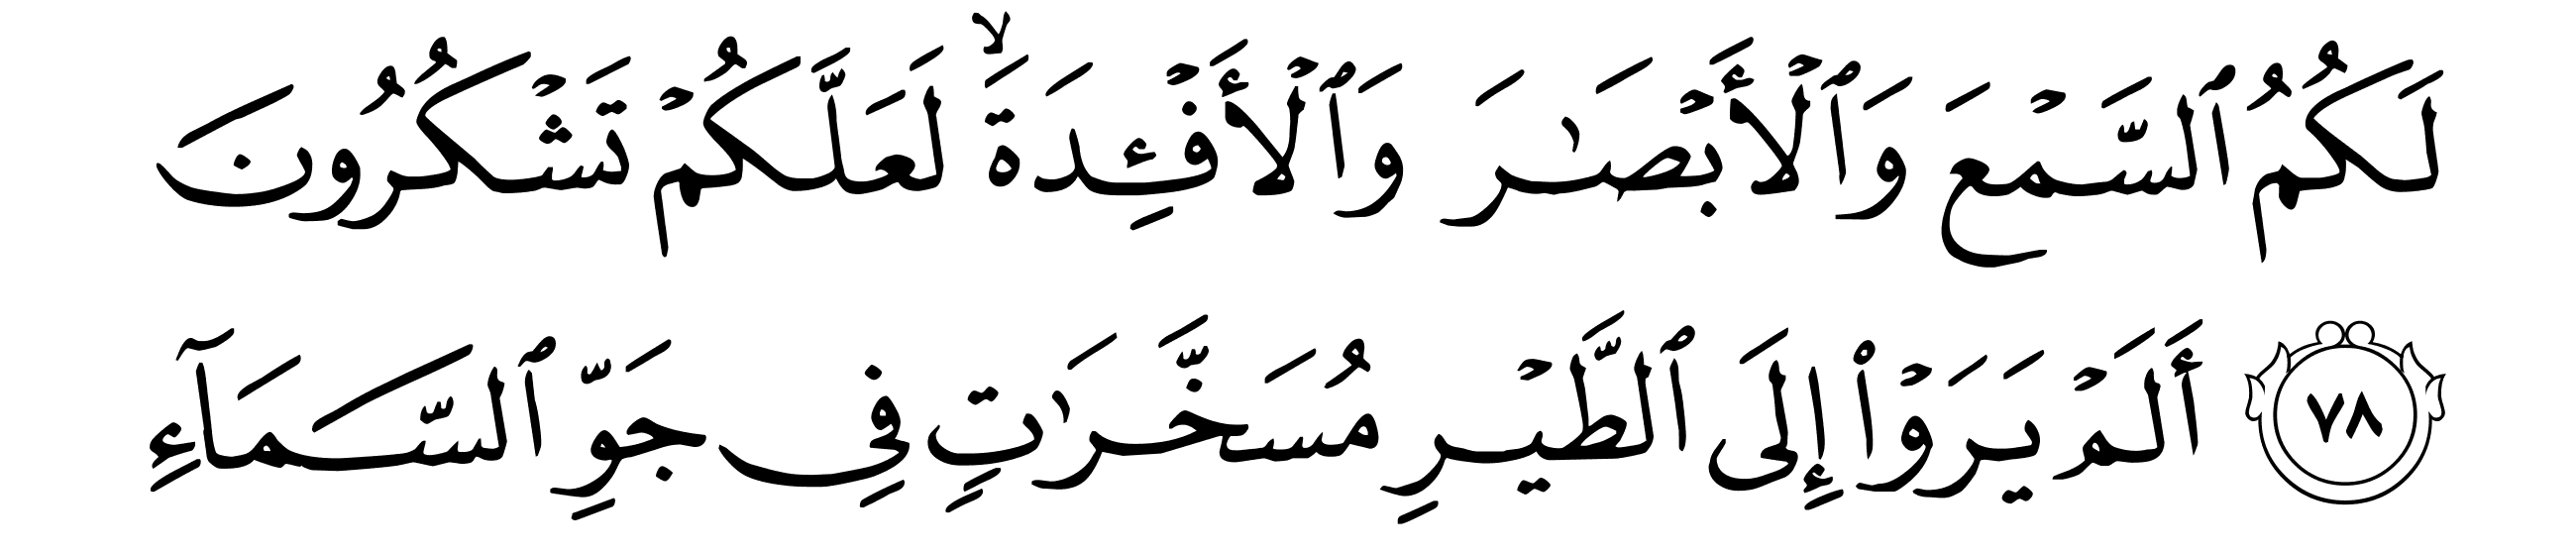 لَكُمُ ٱلسَّمْعَ وَٱلْأَبْصَـٰرَ وَٱلْأَفْـِٔدَةَ ۙ لَعَلَّكُمْ تَشْكُرُونَ
٧٨ أَلَمْ يَرَوْا۟ إِلَى ٱلطَّيْرِ مُسَخَّرَٰتٍ فِى جَوِّ ٱلسَّمَآءِ